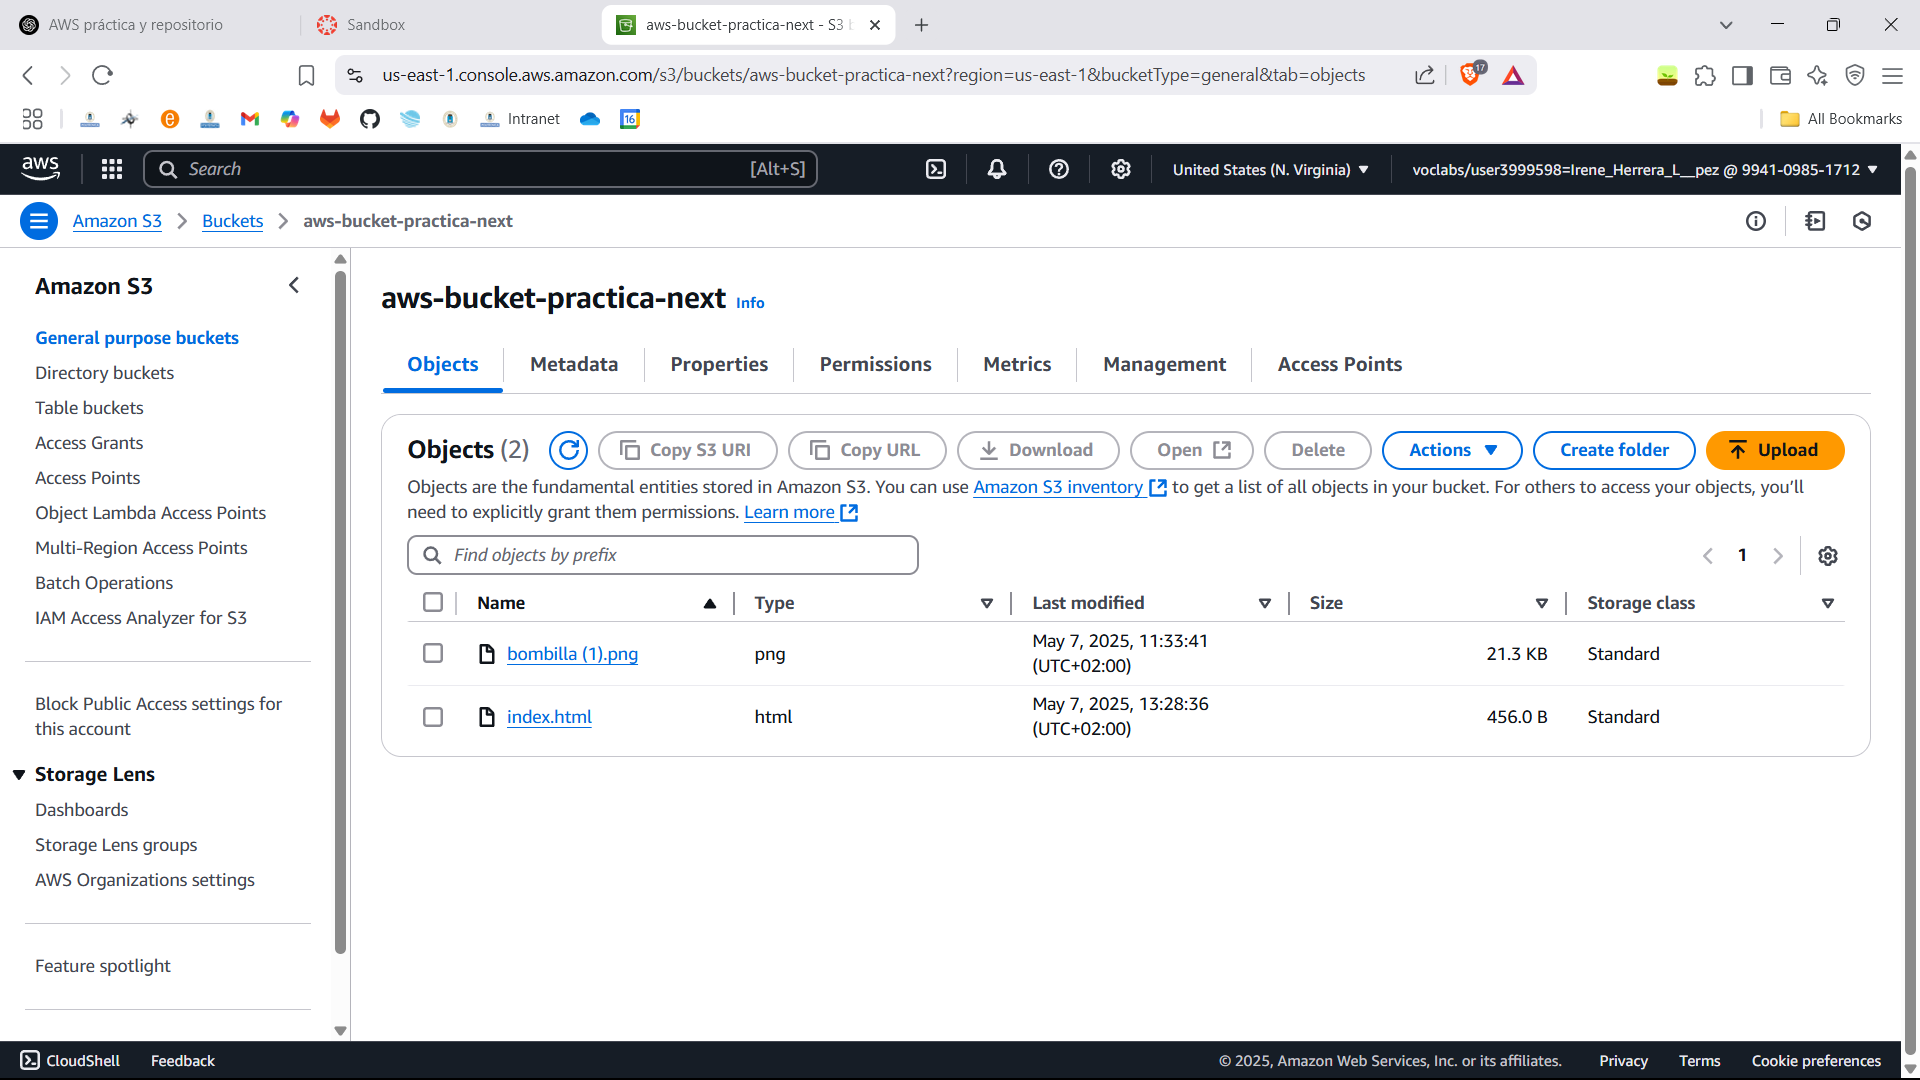 AWS práctica y repositorio
Sandbox
aws-bucket-practica-next - S3 b
us-east-1.console.aws.amazon.com/s3/buckets/aws-bucket-practica-next?region=us-east-1&bucketType=general&tab=objects
17
Intranet
16
All Bookmarks
aws
Search
[Alt+S]
United States (N. Virginia)
voclabs/user3999598=Irene_Herrera_L__pez @ 9941-0985-1712
Amazon S3
Buckets
aws-bucket-practica-next
Amazon S3
General purpose buckets
Directory buckets
Table buckets
Access Grants
Access Points
Object Lambda Access Points
Multi-Region Access Points
Batch Operations
IAM Access Analyzer for S3
Block Public Access settings for
this account
Storage Lens
Dashboards
Storage Lens groups
AWS Organizations settings
Feature spotlight
aws-bucket-practica-next Info
Objects
Metadata
Properties
Permissions
Metrics
Management
Access Points
Objects (2)
Copy S3 URI
Copy URL
Download
Open
Delete
Actions
Create folder
Upload
Objects are the fundamental entities stored in Amazon S3. You can use Amazon S3 inventory to get a list of all objects in your bucket. For others to access your objects, you’ll
need to explicitly grant them permissions. Learn more
Find objects by prefix
1
Name
Type
Last modified
Size
Storage class
bombilla (1).png
png
May 7, 2025, 11:33:41
(UTC+02:00)
21.3 KB
Standard
index.html
html
May 7, 2025, 13:28:36
(UTC+02:00)
456.0 B
Standard
CloudShell
Feedback
© 2025, Amazon Web Services, Inc. or its affiliates.
Privacy
Terms
Cookie preferences